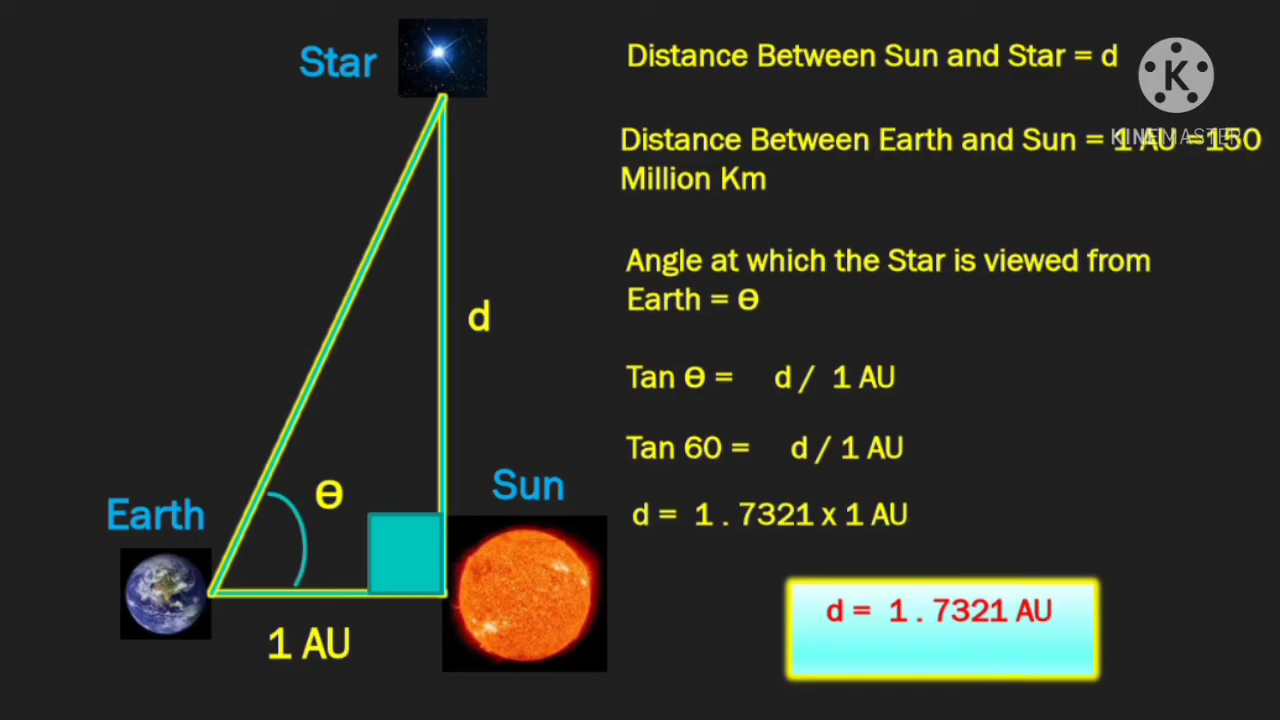 Star
Distance Between Sun and Star = d
K
KINEMASTER
Distance Between Earth and Sun = 1 AU =150
Million Km
Angle at which the Star is viewed from
Earth = Ɵ
d
Tan Ɵ = d / 1 AU
Tan 60 = d / 1 AU
Ɵ
Sun
Earth
d = 1 . 7321 x 1 AU
d = 1 . 7321 AU
1 AU